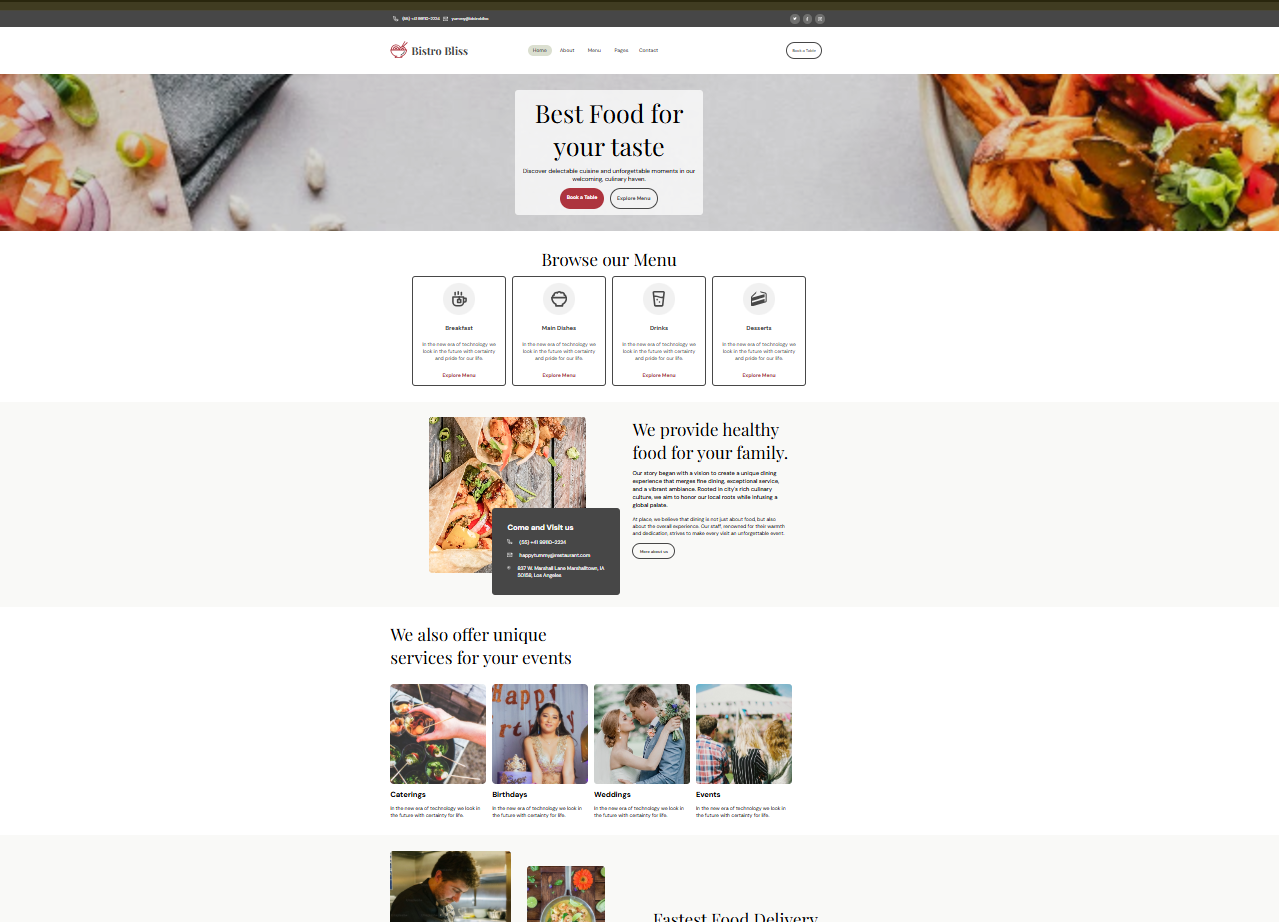 (55) +41 99110-2234
Bistro Bliss
Home About Menu Pages Contact
Book a Table
Best Food for
your taste
Discover delectable cuisine and unforgettable moments in our
welcoming, culinary haven.
Book a Table
Explore Menu
Browse our Menu
Breakfast
In the new era of technology we
look in the future with certainty
and pride for our life.
Explore Menu
Main Dishes
In the new era of technology we
look in the future with certainty
and pride for our life.
Explore Menu
Drinks
In the new era of technology we
look in the future with certainty
and pride for our life.
Explore Menu
Desserts
In the new era of technology we
look in the future with certainty
and pride for our life.
Explore Menu
Come and Visit us
(55) +41 99110-2234
happytummy@restaurant.com
837 W. Marshall Lane Marshalltown, IA
50158, Los Angeles
We provide healthy
food for your family.
Our story began with a vision to create a unique dining
experience that merges fine dining, exceptional service,
and a vibrant ambiance. Rooted in city's rich culinary
culture, we aim to honor our local roots while infusing a
global palate.
At place, we believe that dining is not just about food, but also
about the overall experience. Our staff, renowned for their warmth
and dedication, strives to make every visit an unforgettable event.
More about us
We also offer unique
services for your events
Caterings
In the new era of technology we look in
the future with certainty for life.
Birthdays
In the new era of technology we look in
the future with certainty for life.
Weddings
In the new era of technology we look in
the future with certainty for life.
Events
In the new era of technology we look in
the future with certainty for life.
Fastest Food Delivery